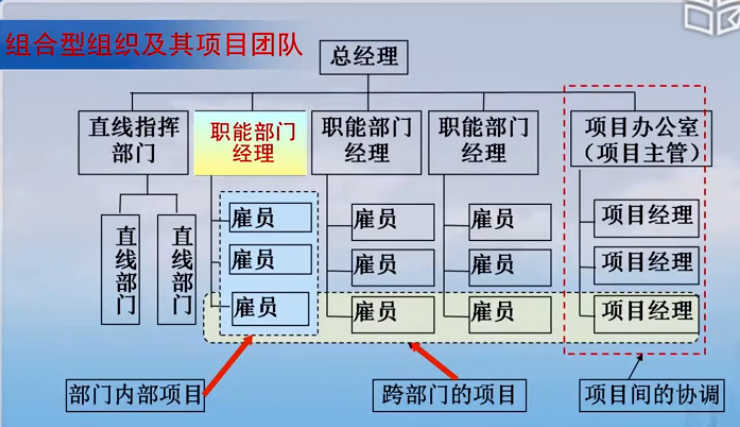 组合型组织及其项目团队
总经理
直线指挥
部门
职能部门
经理
职能部门
经理
职能部门
经理
项目办公室
（项目主管）
直线部门
直线部门
雇员
雇员
雇员
雇员
雇员
雇员
雇员
雇员
雇员
项目经理
项目经理
项目经理
部门内部项目
跨部门的项目
项目间的协调